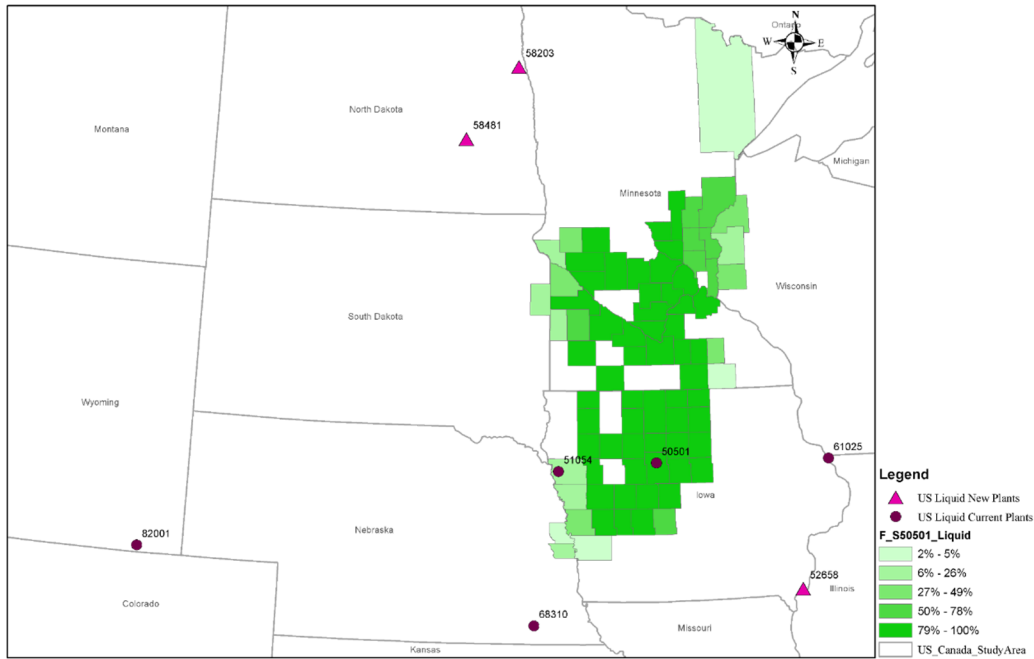 Ontario
N
W E
S
58203
North Dakota
58481
Montana
Michigan
Minnesota
Wisconsin
South Dakota
Wyoming
61025
50501
51054
Iowa
Nebraska
82001
52658
Illinois
Colorado
68310
Missouri
Kansas
Legend
US Liquid New Plants
US Liquid Current Plants
F_S50501_Liquid
2% - 5%
6% - 26%
27% - 49%
50% - 78%
79% - 100%
US_Canada_StudyArea